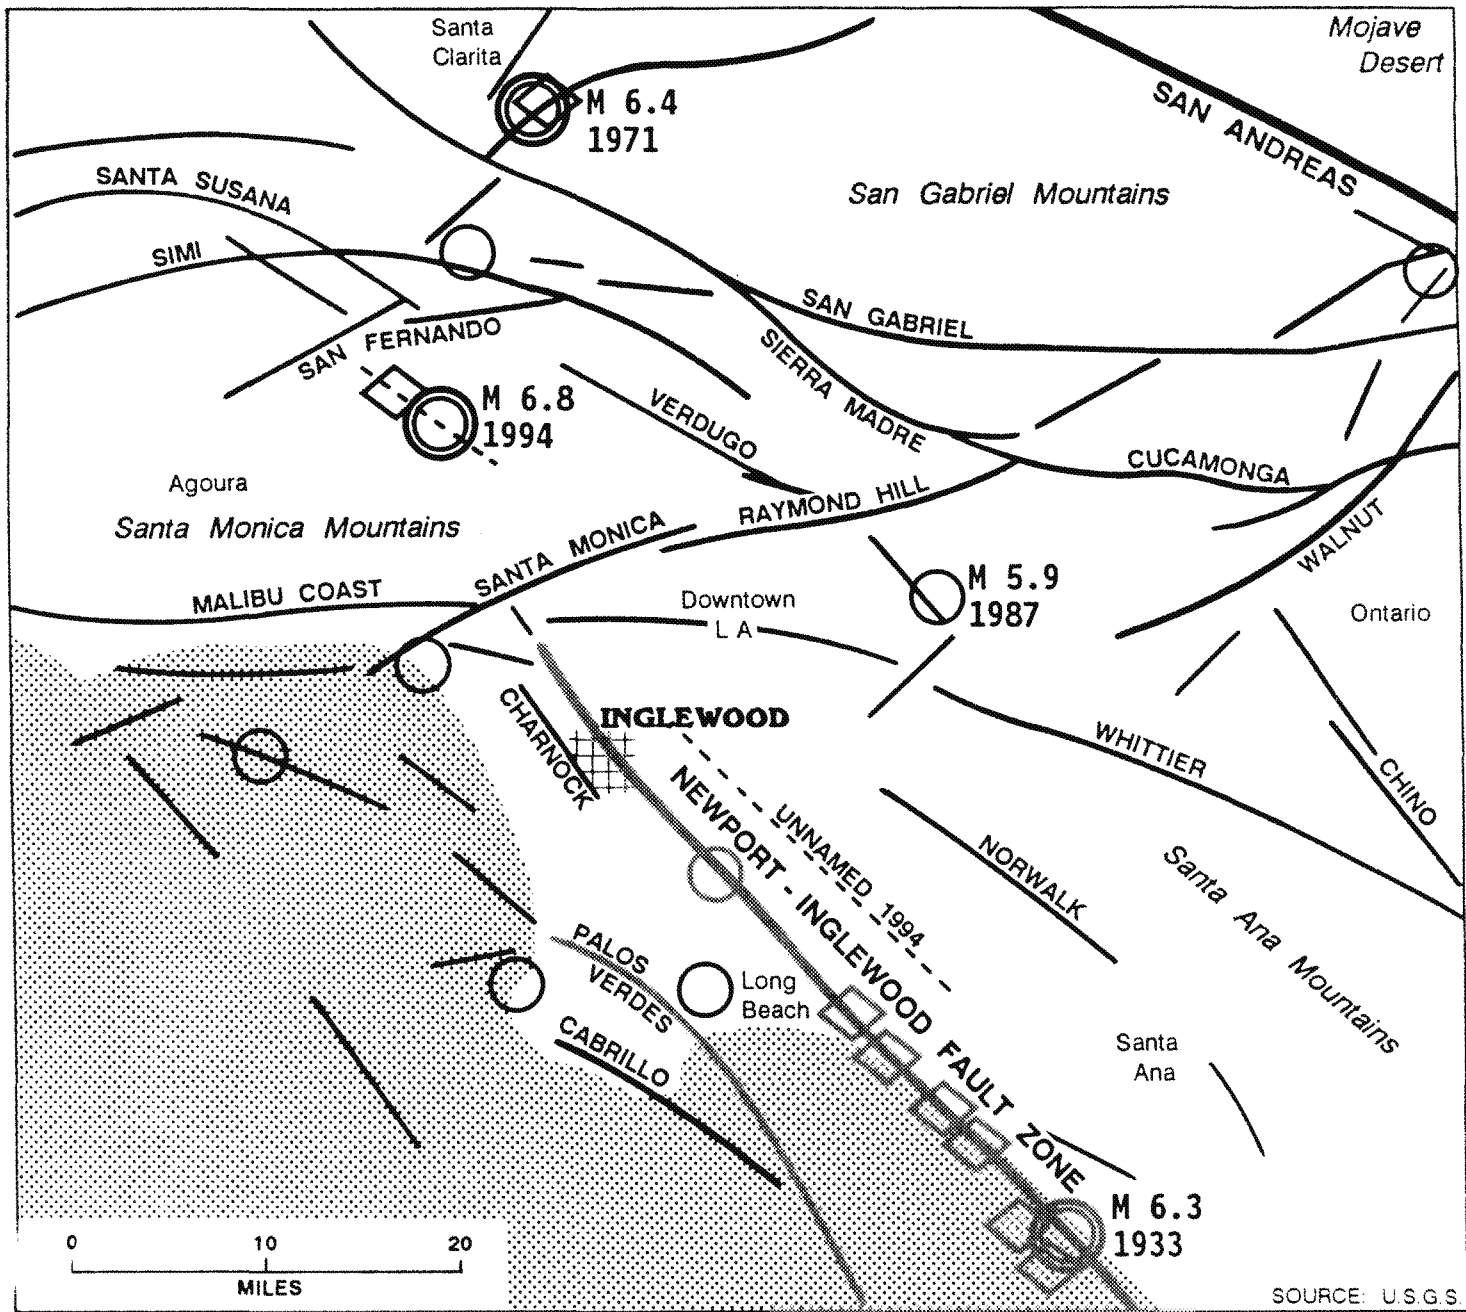 Santa
Clarita
Mojave
Desert
M 6.4
1971
SAN ANDREAS
SANTA SUSANA
San Gabriel Mountains
SIMI
SAN GABRIEL
SAN FERNANDO
SIERRA MADRE
M 6.8
1994
VERDUGO
CUCAMONGA
Agoura
RAYMOND HILL
Santa Monica Mountains
SANTA MONICA
WALNUT
MALIBU COAST
Downtown
L A
M 5.9
1987
Ontario
CHARNOCK
INGLEWOOD
WHITTIER
CHINO
NEWPORT - INGLEWOOD FAULT ZONE
UNNAMED 1994
NORWALK
Santa Ana Mountains
PALOS
VERDES
Long
Beach
CABRILLO
Santa
Ana
M 6.3
1933
0 10 20
MILES
SOURCE: U.S.G.S.